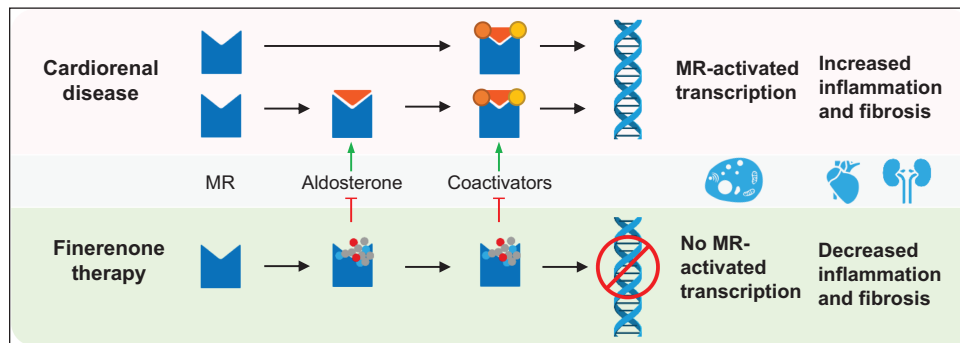 Cardiorenal
disease
MR-activated
transcription
Increased
inflammation
and fibrosis
MR
Aldosterone
Coactivators
Finerenone
therapy
No MR-
activated
transcription
Decreased
inflammation
and fibrosis